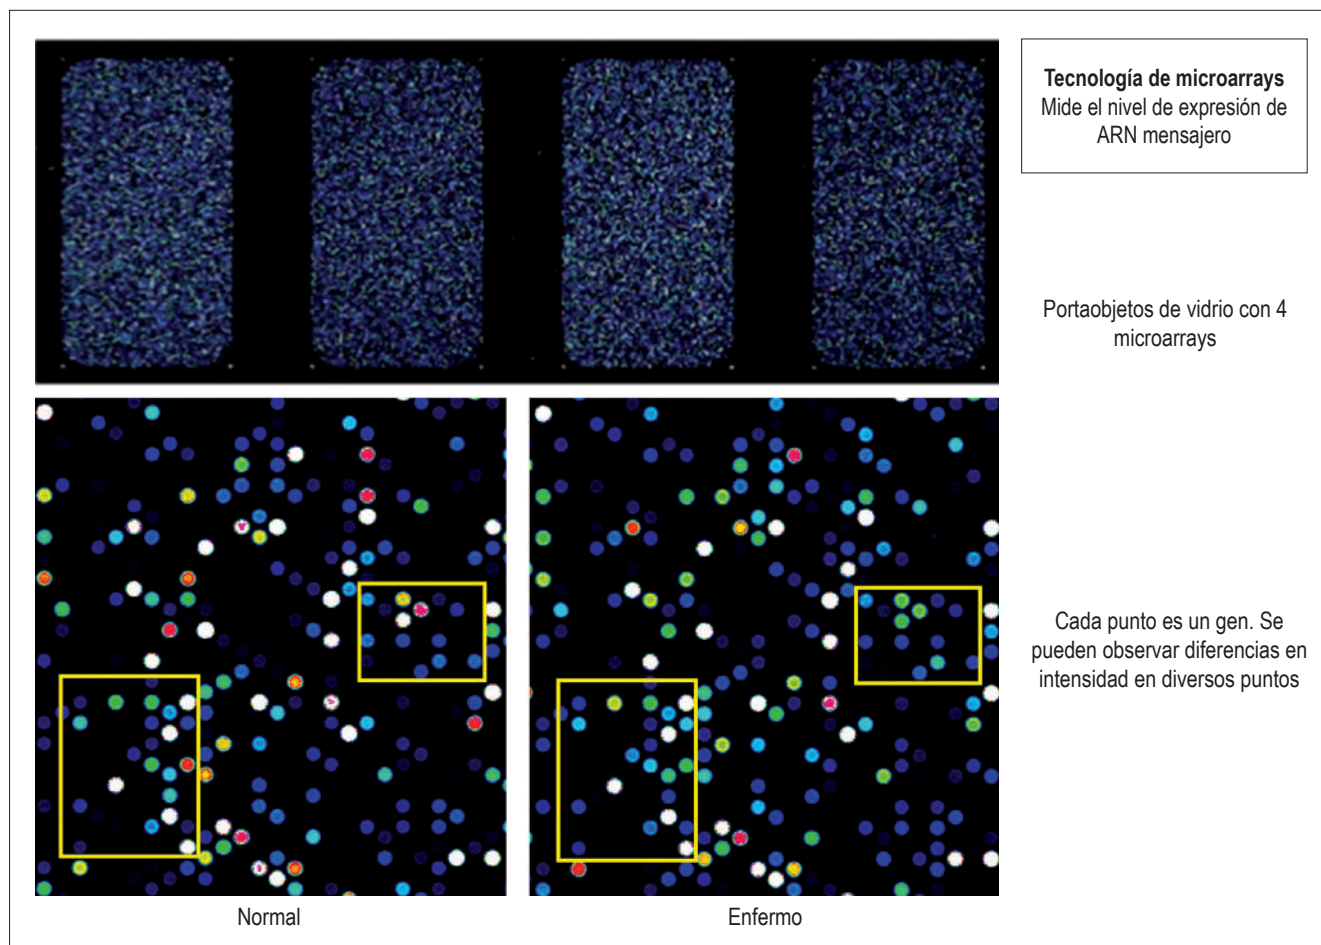 Tecnología de microarrays
Mide el nivel de expresión de
ARN mensajero
Portaobjetos de vidrio con 4
microarrays
Cada punto es un gen. Se
pueden observar diferencias en
intensidad en diversos puntos
Normal
Enfermo